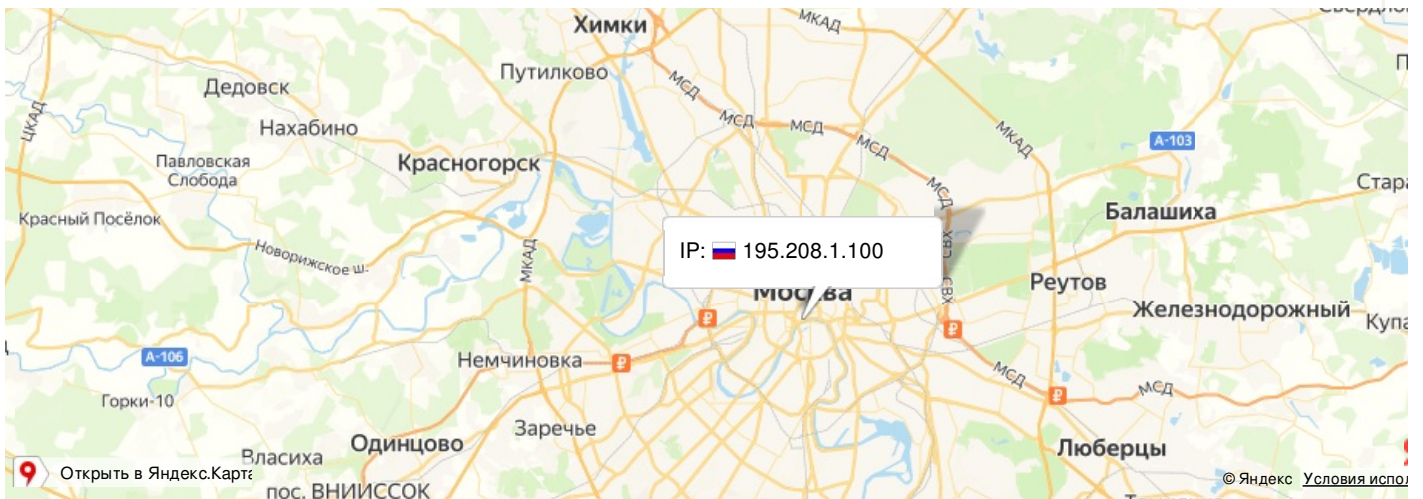 Химки
МКАД
Путилково
МСД
Дедовск
ЦКАД
Нахабино
МСД
МСД
МСД
МКАД
А-103
Павловская
Слобода
Красногорск
МСД
Красный Посёлок
Балашиха
Новорижское ш.
МКАД
IP: 195.208.1.100
Москва
Реутов
Железнодорожный
А-106
Немчиновка
МСД
МСД
Горки-10
Заречье
Одинцово
Власиха
Люберцы
Открыть в Яндекс.Карта
© Яндекс Условия испол
пос. ВНИИССОК